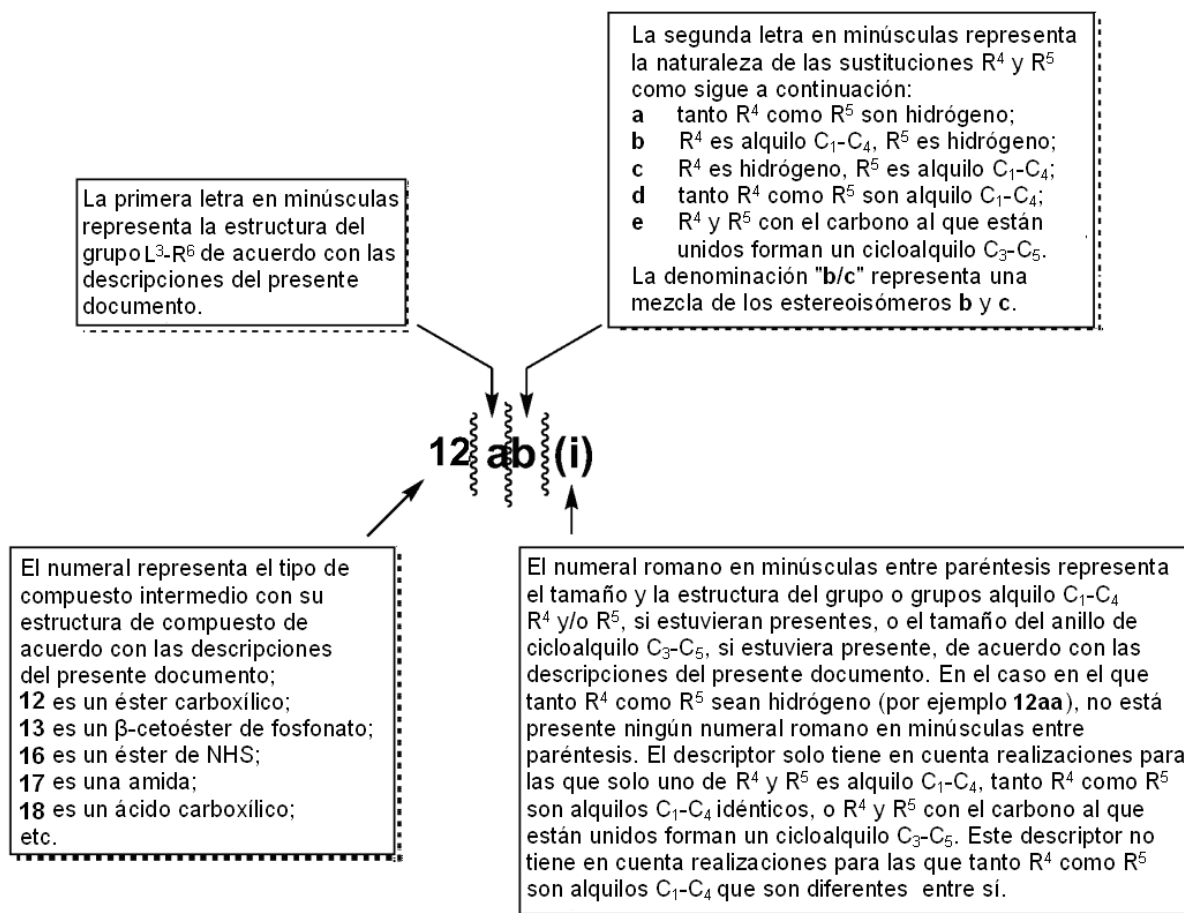 La segunda letra en minúsculas representa
la naturaleza de las sustituciones R⁴ y R⁵
como sigue a continuación:
a tanto R⁴ como R⁵ son hidrógeno;
b R⁴ es alquilo C₁-C₄, R⁵ es hidrógeno;
c R⁴ es hidrógeno, R⁵ es alquilo C₁-C₄;
d tanto R⁴ como R⁵ son alquilo C₁-C₄;
e R⁴ y R⁵ con el carbono al que están
unidos forman un cicloalquilo C₃-C₅.
La denominación "b/c" representa una
mezcla de los estereoisómeros b y c.
La primera letra en minúsculas
representa la estructura del
grupo L³-R⁶ de acuerdo con las
descripciones del presente
documento.
12 ab (i)
El numeral representa el tipo de
compuesto intermedio con su
estructura de compuesto de
acuerdo con las descripciones
del presente documento;
12 es un éster carboxílico;
13 es un β-cetoéster de fosfonato;
16 es un éster de NHS;
17 es una amida;
18 es un ácido carboxílico;
etc.
El numeral romano en minúsculas entre paréntesis representa
el tamaño y la estructura del grupo o grupos alquilo C₁-C₄
R⁴ y/o R⁵, si estuvieran presentes, o el tamaño del anillo de
cicloalquilo C₃-C₅, si estuviera presente, de acuerdo con las
descripciones del presente documento. En el caso en el que
tanto R⁴ como R⁵ sean hidrógeno (por ejemplo 12aa), no está
presente ningún numeral romano en minúsculas entre
paréntesis. El descriptor solo tiene en cuenta realizaciones para
las que solo uno de R⁴ y R⁵ es alquilo C₁-C₄, tanto R⁴ como R⁵
son alquilos C₁-C₄ idénticos, o R⁴ y R⁵ con el carbono al que
están unidos forman un cicloalquilo C₃-C₅. Este descriptor no
tiene en cuenta realizaciones para las que tanto R⁴ como R⁵
son alquilos C₁-C₄ que son diferentes entre sí.